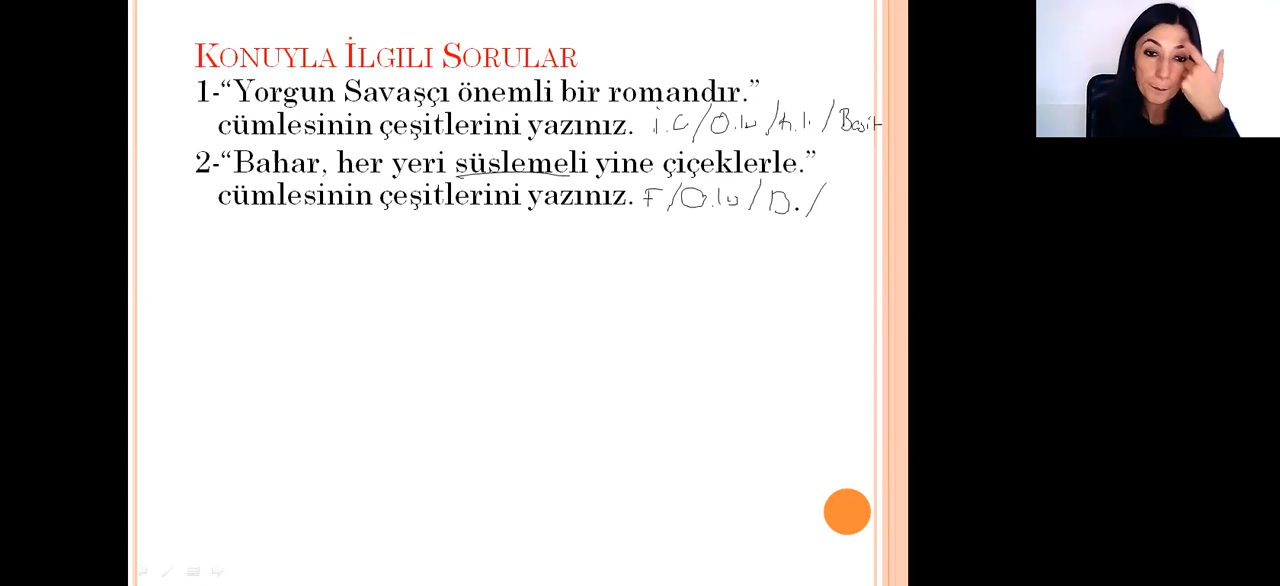 KONUYLA İLGILI SORULAR
1-“Yorgun Savaşçı önemli bir romandır.”
cümlesinin çeşitlerini yazınız. i.C/O.lu/k.lı/Basit
2-“Bahar, her yeri süslemeli yine çiçeklerle.”
cümlesinin çeşitlerini yazınız. F/O.lu/D./